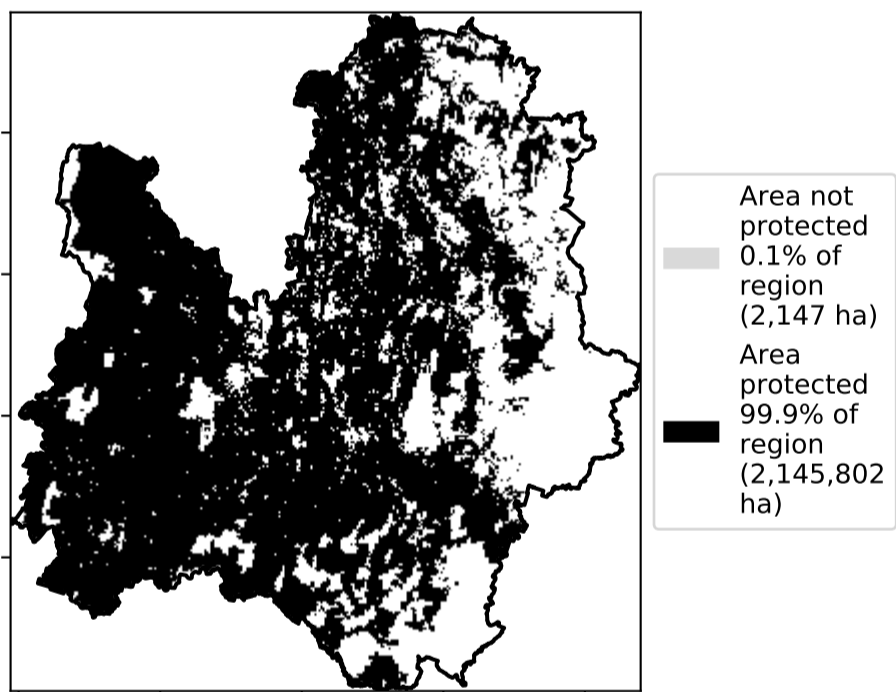 Area not
protected
0.1% of
region
(2,147 ha)
Area
protected
99.9% of
region
(2,145,802
ha)